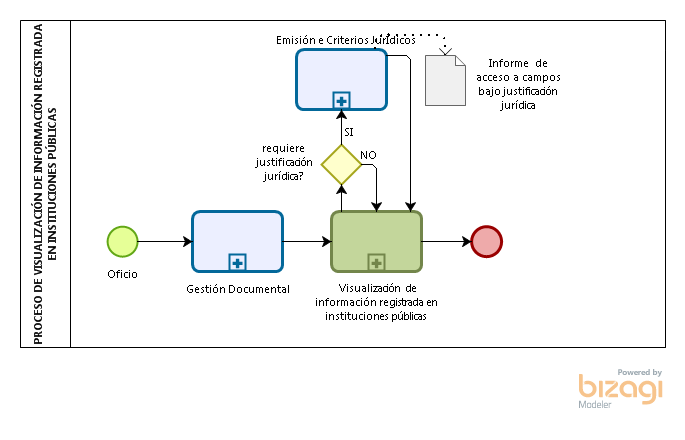 PROCESO DE VISUALIZACIÓN DE INFORMACIÓN REGISTRADA
EN INSTITUCIONES PÚBLICAS
Emisión e Criterios Jurídicos
Informe de
acceso a campos
bajo justificación
jurídica
SI
requiere
justificación
jurídica?
NO
Oficio
Gestión Documental
Visualización de
información registrada en
instituciones públicas
Powered by
bizagi
Modeler